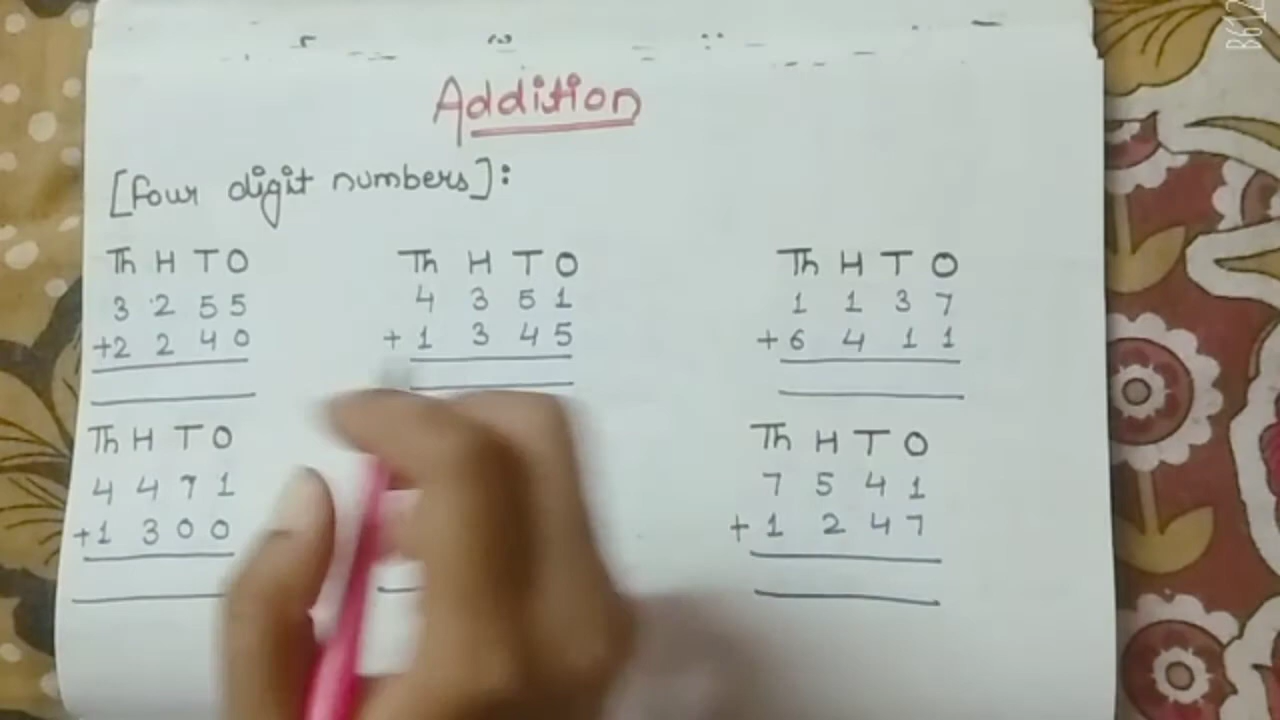 Addition
[Four digit numbers]:
Th H T O
3 2 5 5
+2 2 4 0
Th H T O
4 3 5 1
+ 1 3 4 5
Th H T O
1 1 3 7
+ 6 4 1 1
Th H T O
4 4 7 1
+1 3 0 0
Th H T O
7 5 4 1
+ 1 2 4 7
B612